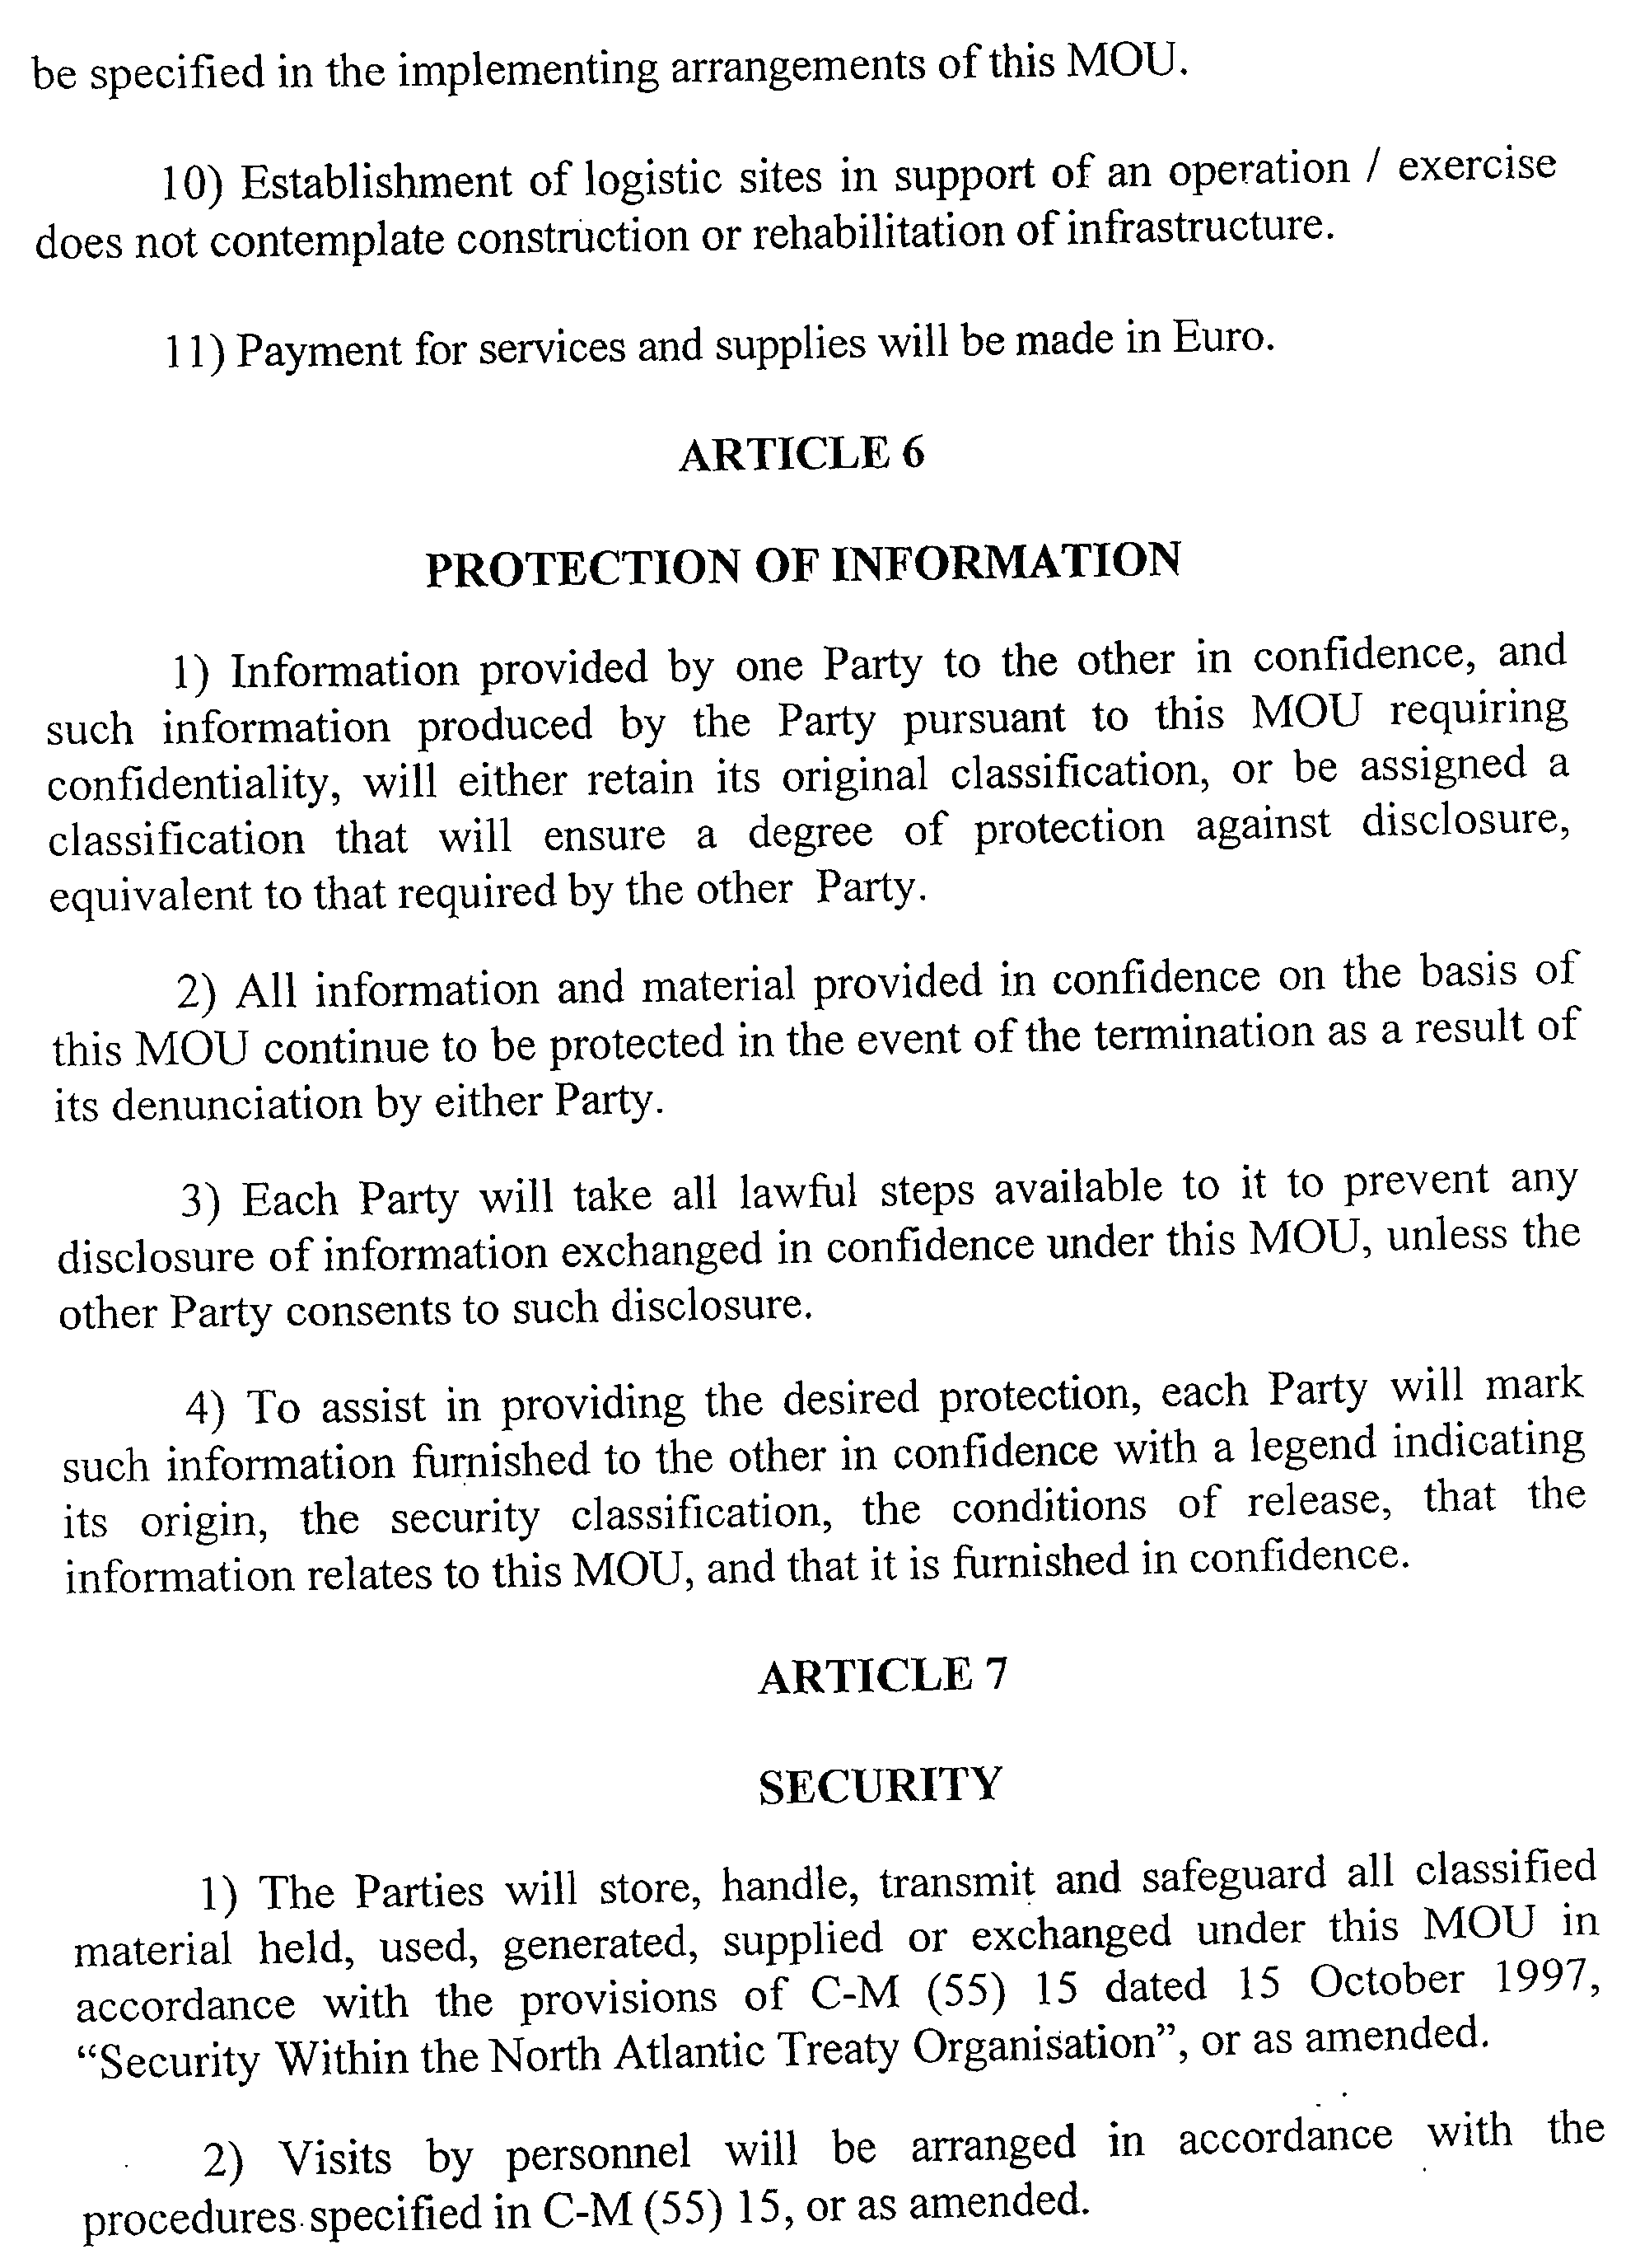 be specified in the implementing arrangements of this MOU.
10) Establishment of logistic sites in support of an operation / exercise
does not contemplate construction or rehabilitation of infrastructure.
11) Payment for services and supplies will be made in Euro.
ARTICLE 6
PROTECTION OF INFORMATION
1) Information provided by one Party to the other in confidence, and
such information produced by the Party pursuant to this MOU requiring
confidentiality, will either retain its original classification, or be assigned a
classification that will ensure a degree of protection against disclosure,
equivalent to that required by the other Party.
2) All information and material provided in confidence on the basis of
this MOU continue to be protected in the event of the termination as a result of
its denunciation by either Party.
3) Each Party will take all lawful steps available to it to prevent any
disclosure of information exchanged in confidence under this MOU, unless the
other Party consents to such disclosure.
4) To assist in providing the desired protection, each Party will mark
such information furnished to the other in confidence with a legend indicating
its origin, the security classification, the conditions of release, that the
information relates to this MOU, and that it is furnished in confidence.
ARTICLE 7
SECURITY
1) The Parties will store, handle, transmit and safeguard all classified
material held, used, generated, supplied or exchanged under this MOU in
accordance with the provisions of C-M (55) 15 dated 15 October 1997,
“Security Within the North Atlantic Treaty Organisation”, or as amended.
2) Visits by personnel will be arranged in accordance with the
procedures specified in C-M (55) 15, or as amended.